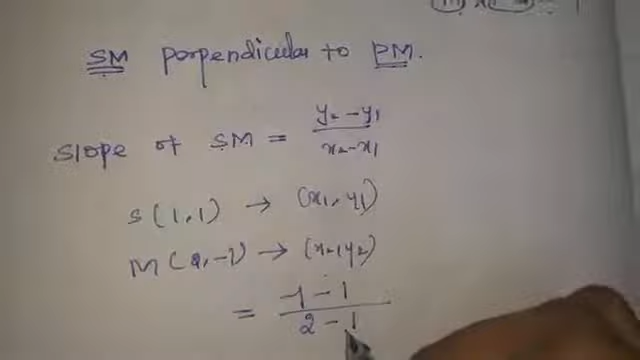 SM perpendicular to PM.
slope of SM = y₂-y₁ / x₂-x₁
S(1,1) → (x₁, y₁)
M(2,-1) → (x₂, y₂)
= -1-1 / 2-1